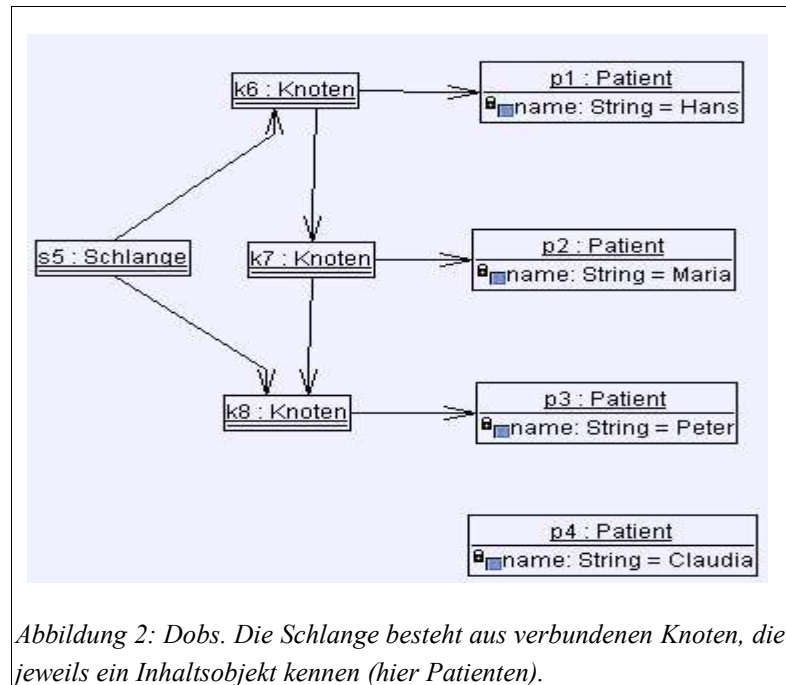 k6 : Knoten
p1 : Patient
name: String = Hans
s5 : Schlange
k7 : Knoten
p2 : Patient
name: String = Maria
k8 : Knoten
p3 : Patient
name: String = Peter
p4 : Patient
name: String = Claudia
Abbildung 2: Dobs. Die Schlange besteht aus verbundenen Knoten, die
jeweils ein Inhaltsobjekt kennen (hier Patienten).